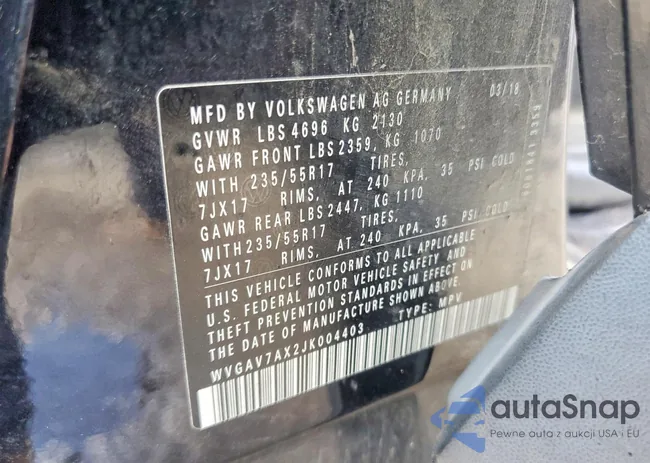 MFD BY VOLKSWAGEN AG GERMANY 03/18
GVWR LBS 4696 KG 2130
GAWR FRONT LBS 2359, KG 1070
WITH 235/55R17 TIRES,
7JX17 RIMS, AT 240 KPA, 35 PSI COLD
GAWR REAR LBS 2447, KG 1110
WITH 235/55R17 TIRES,
7JX17 RIMS, AT 240 KPA, 35 PSI COLD
THIS VEHICLE CONFORMS TO ALL APPLICABLE
U.S. FEDERAL MOTOR VEHICLE SAFETY AND
THEFT PREVENTION STANDARDS IN EFFECT ON
THE DATE OF MANUFACTURE SHOWN ABOVE.
WVGAV7AX2JK004403 TYPE: MPV
autaSnap
Pewne auta z aukcji USA i EU